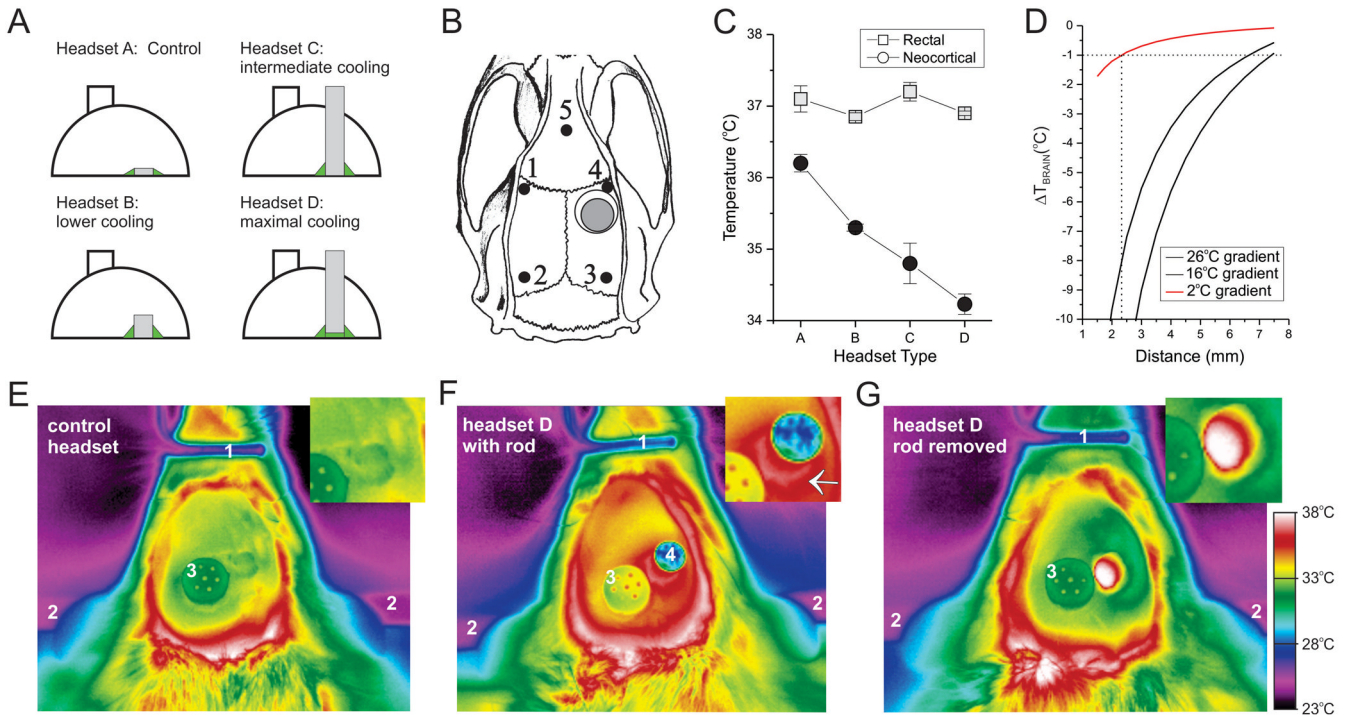 A
Headset A: Control
Headset C:
intermediate cooling
Headset B:
lower cooling
Headset D:
maximal cooling
B
5
1
4
2
3
C
38
37
36
35
34
Temperature (°C)
Rectal
Neocortical
A
B
C
D
Headset Type
D
0
-1
-2
-3
-4
-5
-6
-7
-8
-9
-10
ΔTBRAIN(°C)
26°C gradient
16°C gradient
2°C gradient
1
2
3
4
5
6
7
8
Distance (mm)
E
control
headset
1
3
2
2
F
headset D
with rod
1
4
3
2
2
G
headset D
rod removed
1
3
2
38°C
33°C
28°C
23°C